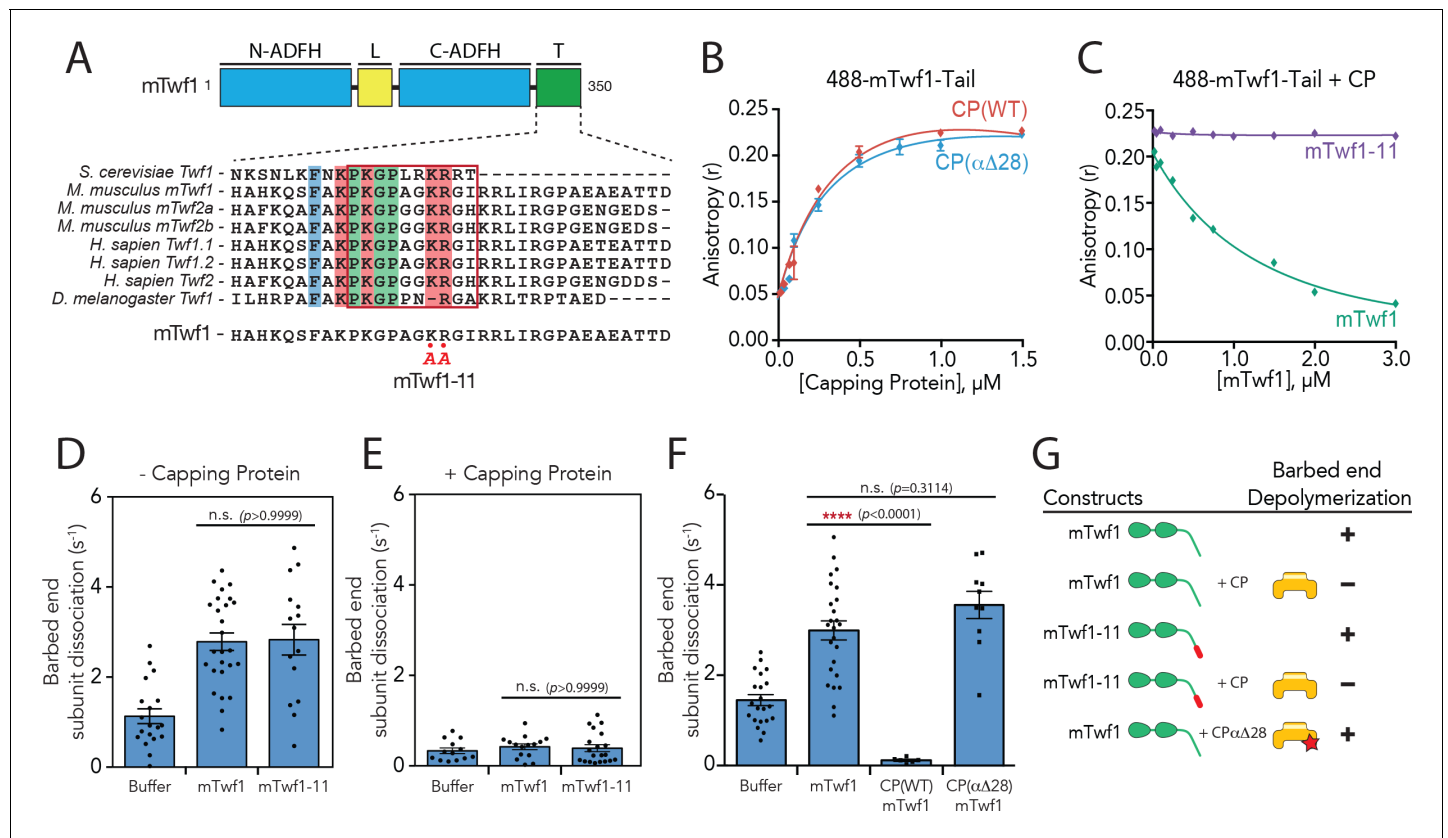 A
N-ADFH L C-ADFH T
mTwf1 1 350
S. cerevisiae Twf1 NKSNLKFNKPKGPLRKRRT---------------
M. musculus mTwf1 - HAHKQSFAKPKGPAGKRGIRRLIRGPAEAEATTD
M. musculus mTwf2a - HAFKQAFAKPKGPGGKRGHKRLIRGPGENGEDS-
M. musculus mTwf2b - HAFKQAFAKPKGPGGKRGHKRLIRGPGENGEDS-
H. sapien Twf1.1 - HAHKQSFAKPKGPAGKRGIRRLIRGPAETEATTD
H. sapien Twf1.2 - HAHKQSFAKPKGPAGKRGIRRLIRGPAETEATTD
H. sapien Twf2 - HAFKQAFAKPKGPGGKRGHKRLIRGPGENGDDS-
D. melanogaster Twf1 - ILHRPAFAKPKGPPN-RGAKRLTRPTAED-----
mTwf1 - HAHKQSFAKPKGPAGKRGIRRLIRGPAEAEATTD
AA
mTwf1-11
B
488-mTwf1-Tail
CP(WT)
CP(αΔ28)
Anisotropy (r)
0.25
0.20
0.15
0.10
0.05
0.00
0.0 0.5 1.0 1.5
[Capping Protein], µM
C
488-mTwf1-Tail + CP
mTwf1-11
mTwf1
Anisotropy (r)
0.25
0.20
0.15
0.10
0.05
0.00
0.0 1.0 2.0 3.0
[mTwf1], µM
D
- Capping Protein
n.s. (p>0.9999)
Barbed end
subunit dissociation (s-1)
6
4
2
0
Buffer mTwf1 mTwf1-11
E
+ Capping Protein
n.s. (p>0.9999)
Barbed end
subunit dissociation (s-1)
6
4
2
0
Buffer mTwf1 mTwf1-11
F
n.s. (p=0.3114)
**** (p<0.0001)
Barbed end
subunit dissociation (s-1)
6
4
2
0
Buffer mTwf1 CP(WT) CP(αΔ28)
mTwf1 mTwf1
G
Barbed end
Constructs Depolymerization
mTwf1 +
mTwf1 + CP −
mTwf1-11 +
mTwf1-11 + CP −
mTwf1 + CPαΔ28 +